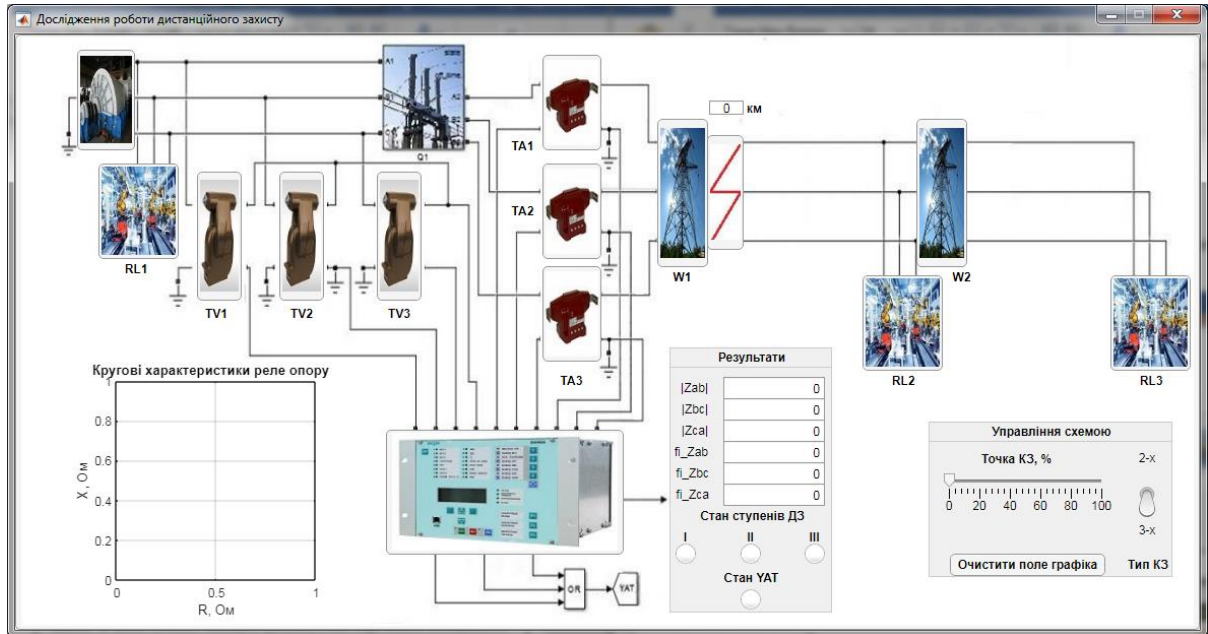 Дослідження роботи дистанційного захисту
A1
A2
B2
Q1
0 км
TA1
TA2
TA3
W1
W2
RL1
TV1
TV2
TV3
RL2
RL3
Кругові характеристики реле опору
X, Ом
1
0.8
0.6
0.4
0.2
0
0 0.5 1
R, Ом
OR
YAT
Результати
|Zab| 0
|Zbc| 0
|Zca| 0
fi_Zab 0
fi_Zbc 0
fi_Zca 0
Стан ступенів ДЗ
I II III
Стан YAT
Управління схемою
Точка КЗ, %
0 20 40 60 80 100
2-х
3-х
Очистити поле графіка
Тип КЗ